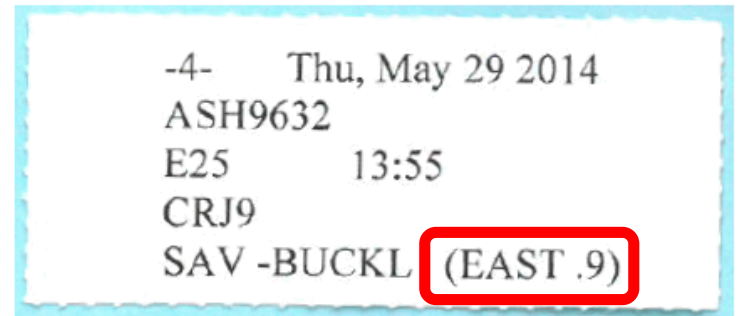 -4- Thu, May 29 2014
ASH9632
E25 13:55
CRJ9
SAV -BUCKL (EAST .9)